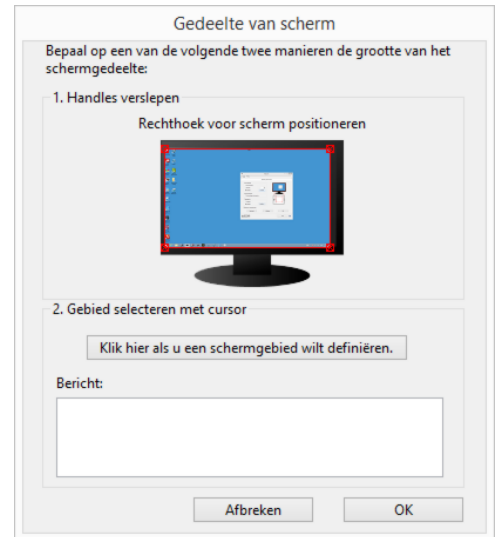 Gedeelte van scherm
Bepaal op een van de volgende twee manieren de grootte van het
schermgedeelte:
1. Handles verslepen
Rechthoek voor scherm positioneren
2. Gebied selecteren met cursor
Klik hier als u een schermgebied wilt definiëren.
Bericht:
Afbreken
OK